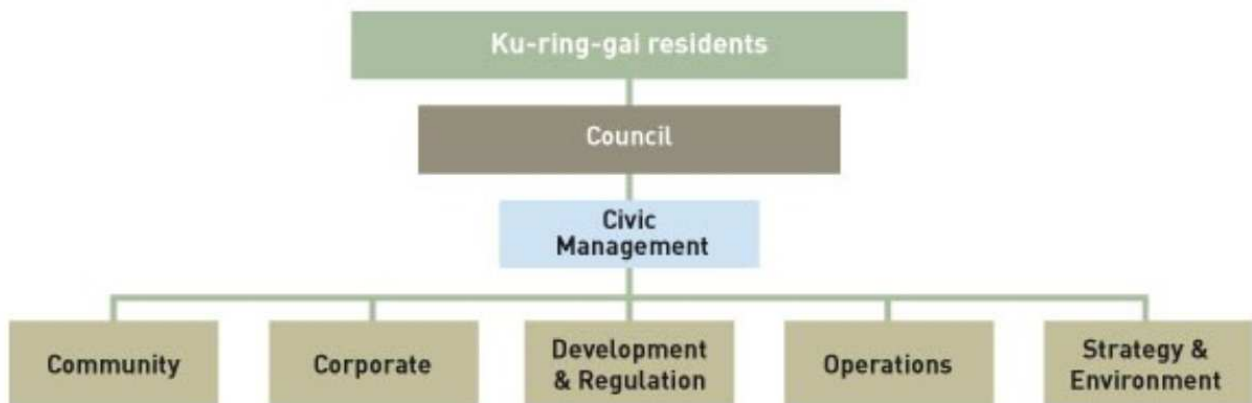 Ku-ring-gai residents
Council
Civic
Management
Community
Corporate
Development
& Regulation
Operations
Strategy &
Environment